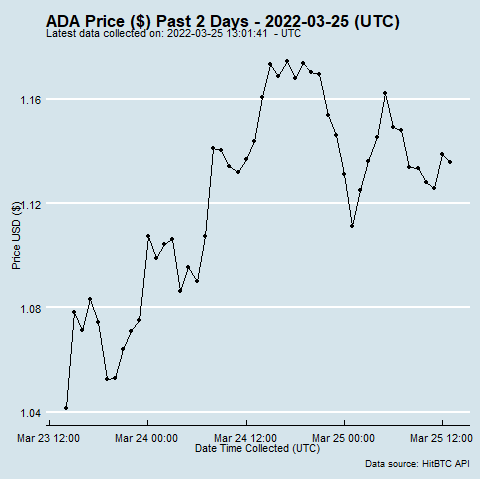 ADA Price ($) Past 2 Days - 2022-03-25 (UTC)
Latest data collected on: 2022-03-25 13:01:41 - UTC
Price USD ($)
1.16
1.12
1.08
1.04
Mar 23 12:00 Mar 24 00:00 Mar 24 12:00 Mar 25 00:00 Mar 25 12:00
Date Time Collected (UTC)
Data source: HitBTC API